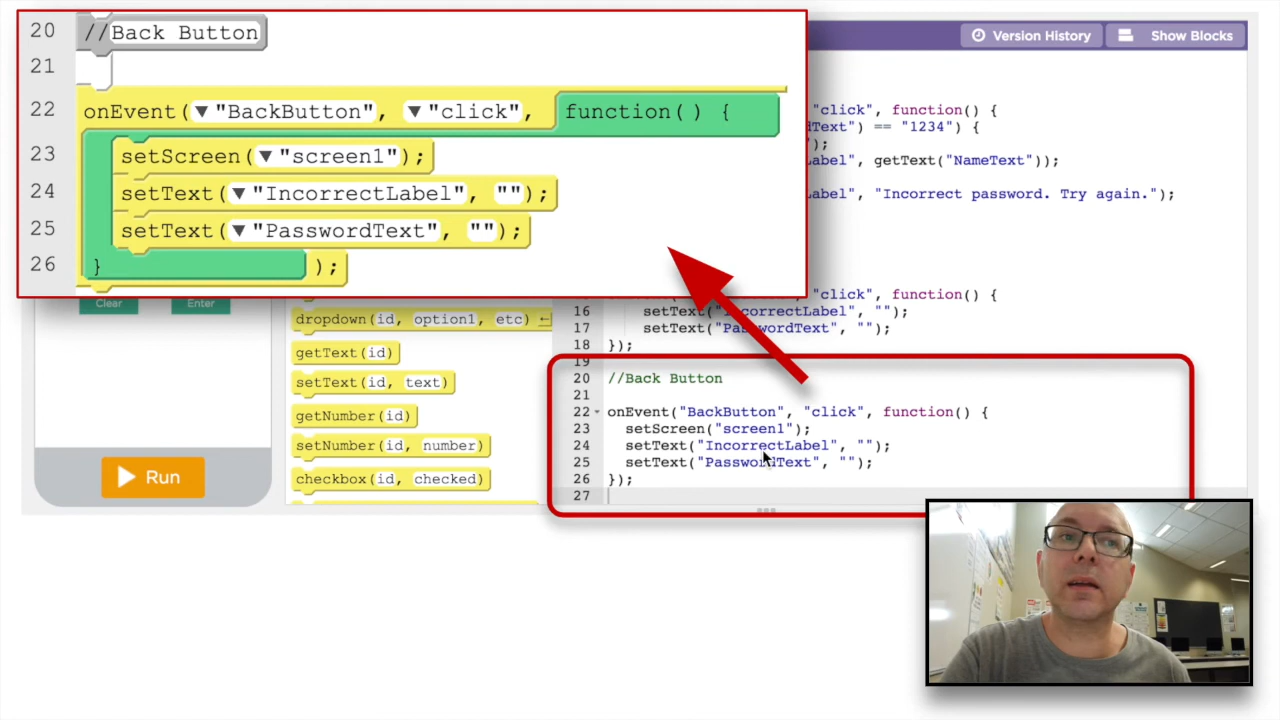 20 //Back Button
21
22 onEvent(▼"BackButton", ▼"click", function() {
23 setScreen(▼"screen1");
24 setText(▼"IncorrectLabel", "");
25 setText(▼"PasswordText", "");
26 } );
Version History
Show Blocks
"click", function() {
Text") == "1234") {
");
Label", getText("NameText"));
Label", "Incorrect password. Try again.");
"click", function() {
16 setText("IncorrectLabel", "");
17 setText("PasswordText", "");
18 });
19
20 //Back Button
21
22 onEvent("BackButton", "click", function() {
23 setScreen("screen1");
24 setText("IncorrectLabel", "");
25 setText("PasswordText", "");
26 });
27
Clear
Enter
Run
dropdown(id, option1, etc) ←
getText(id)
setText(id, text)
getNumber(id)
setNumber(id, number)
checkbox(id, checked)